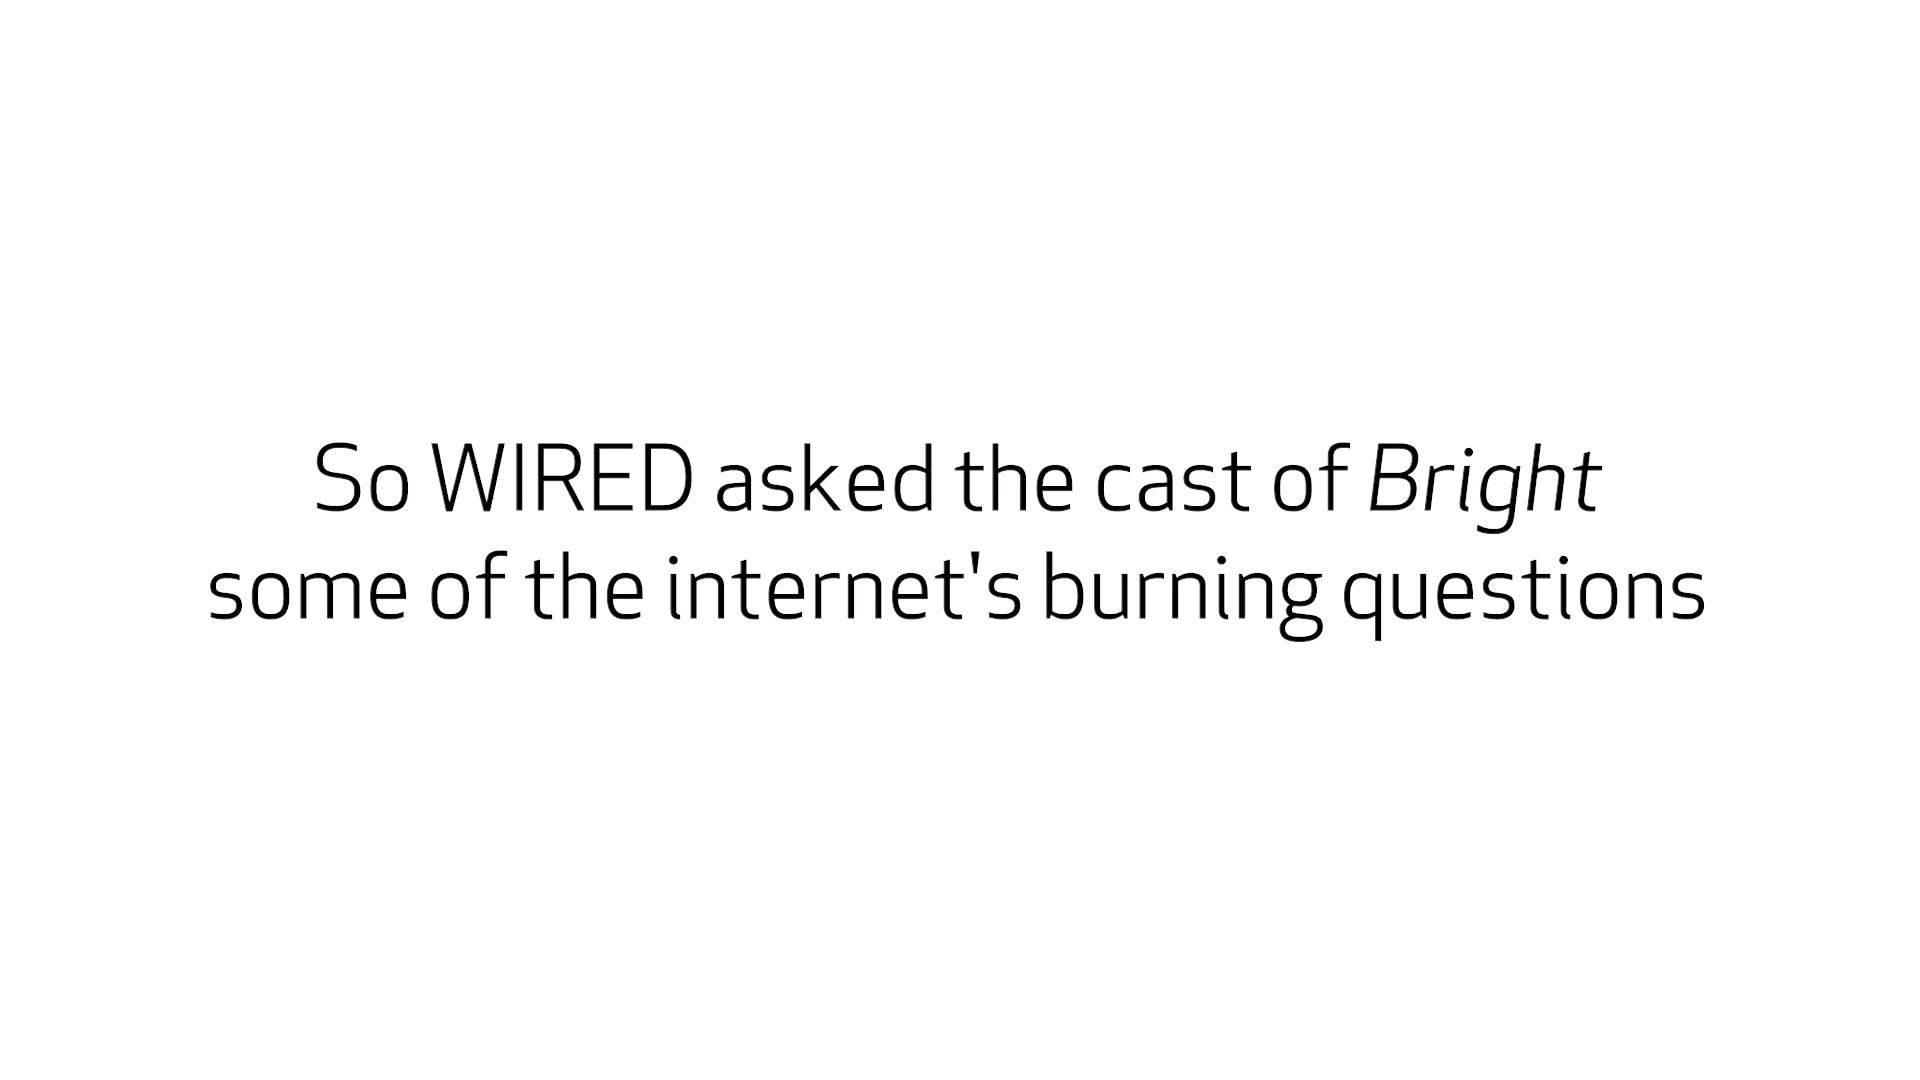 So WIRED asked the cast of Bright
some of the internet's burning questions